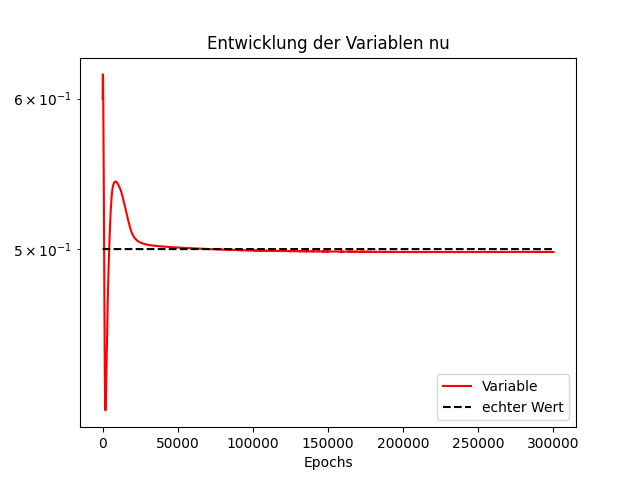 Entwicklung der Variablen nu
6 × 10⁻¹
5 × 10⁻¹
Variable
echter Wert
0 50000 100000 150000 200000 250000 300000
Epochs